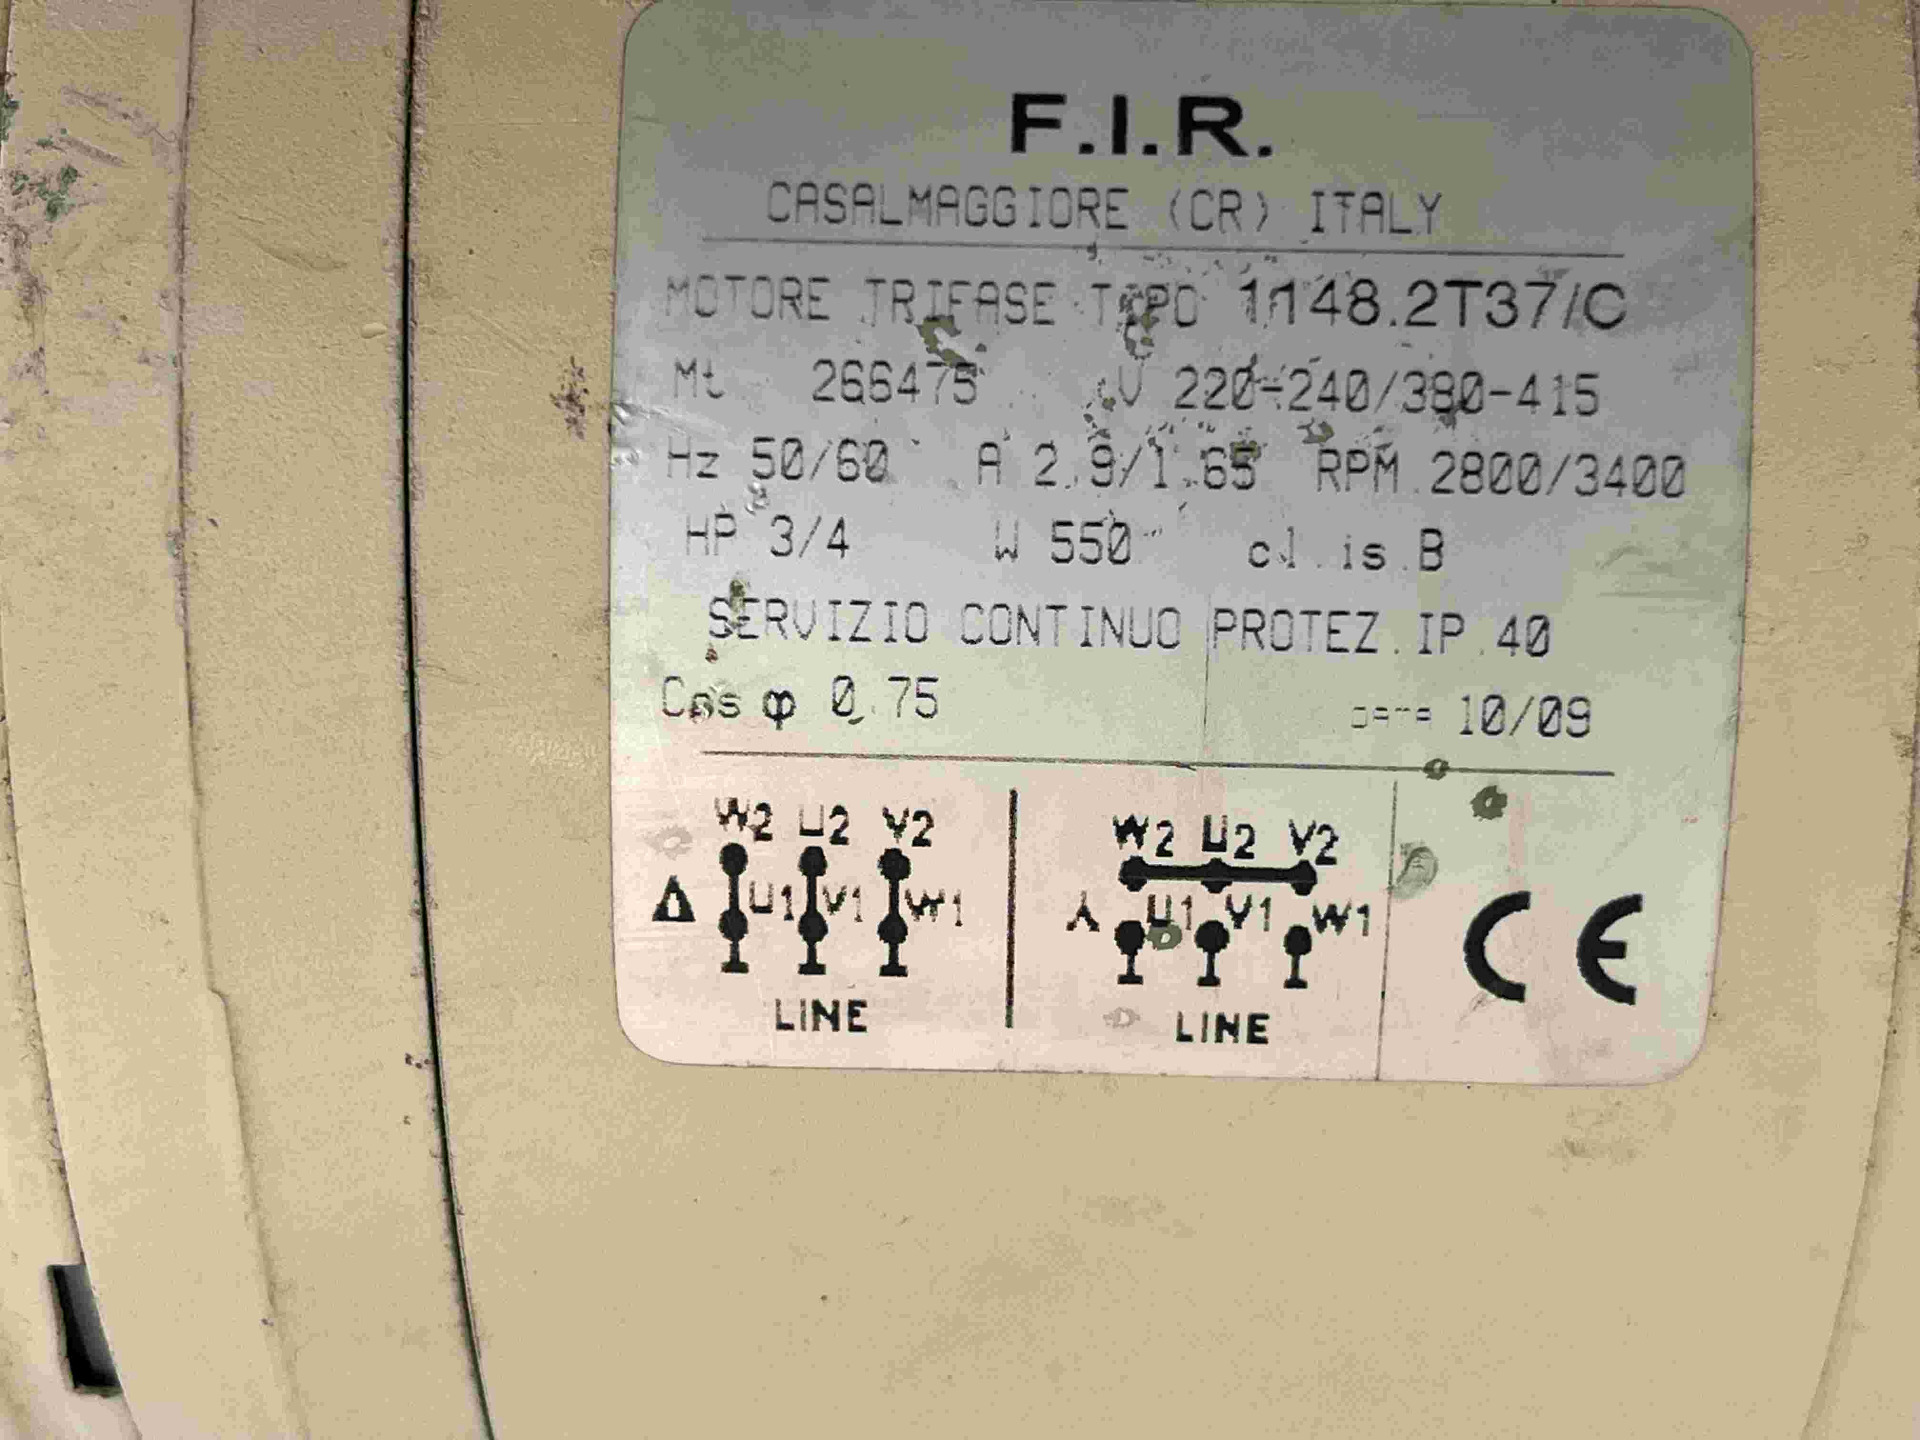 F.I.R.
CASALMAGGIORE (CR) ITALY
MOTORE TRIFASE TIPO 1148.2T37/C
Mt 266475 V 220-240/380-415
Hz 50/60 A 2.9/1.65 RPM 2800/3400
HP 3/4 W 550 cl.is.B
SERVIZIO CONTINUO PROTEZ.IP.40
Cos φ 0.75 DATA 10/09
W2 U2 V2
Δ U1 V1 W1
LINE
W2 U2 V2
U1 V1 W1
LINE
CE